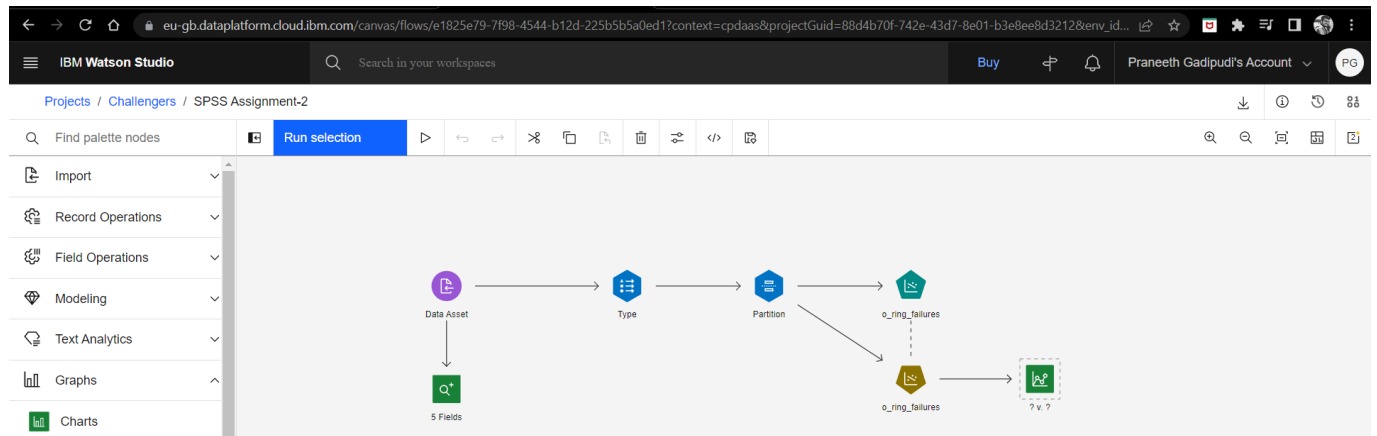 eu-gb.dataplatform.cloud.ibm.com/canvas/flows/e1825e79-7f98-4544-b12d-225b5b5a0ed1?context=cpdaas&projectGuid=88d4b70f-742e-43d7-8e01-b3e8ee8d3212&env_id...
IBM Watson Studio
Search in your workspaces
Buy
Praneeth Gadipudi's Account
PG
Projects / Challengers / SPSS Assignment-2
Find palette nodes
Run selection
Import
Record Operations
Field Operations
Modeling
Text Analytics
Graphs
Charts
Data Asset
Type
Partition
o_ring_failures
5 Fields
o_ring_failures
? v. ?